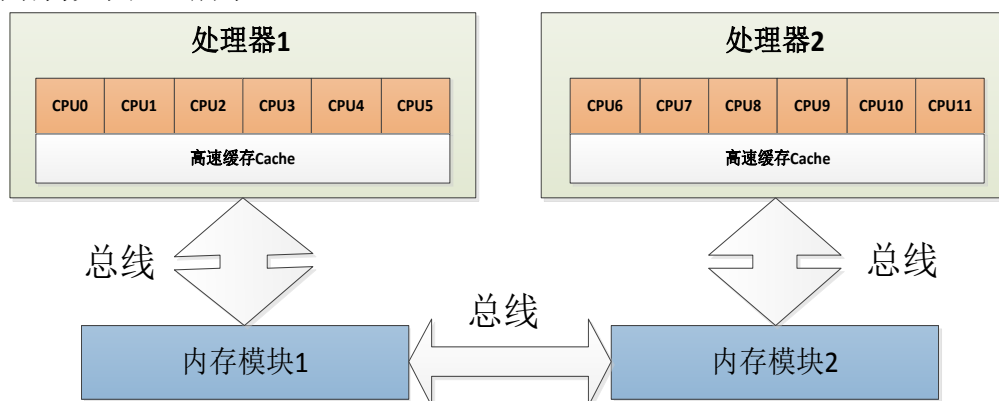 处理器1
处理器2
CPU0 CPU1 CPU2 CPU3 CPU4 CPU5
CPU6 CPU7 CPU8 CPU9 CPU10 CPU11
高速缓存Cache
高速缓存Cache
总线
总线
总线
内存模块1
内存模块2